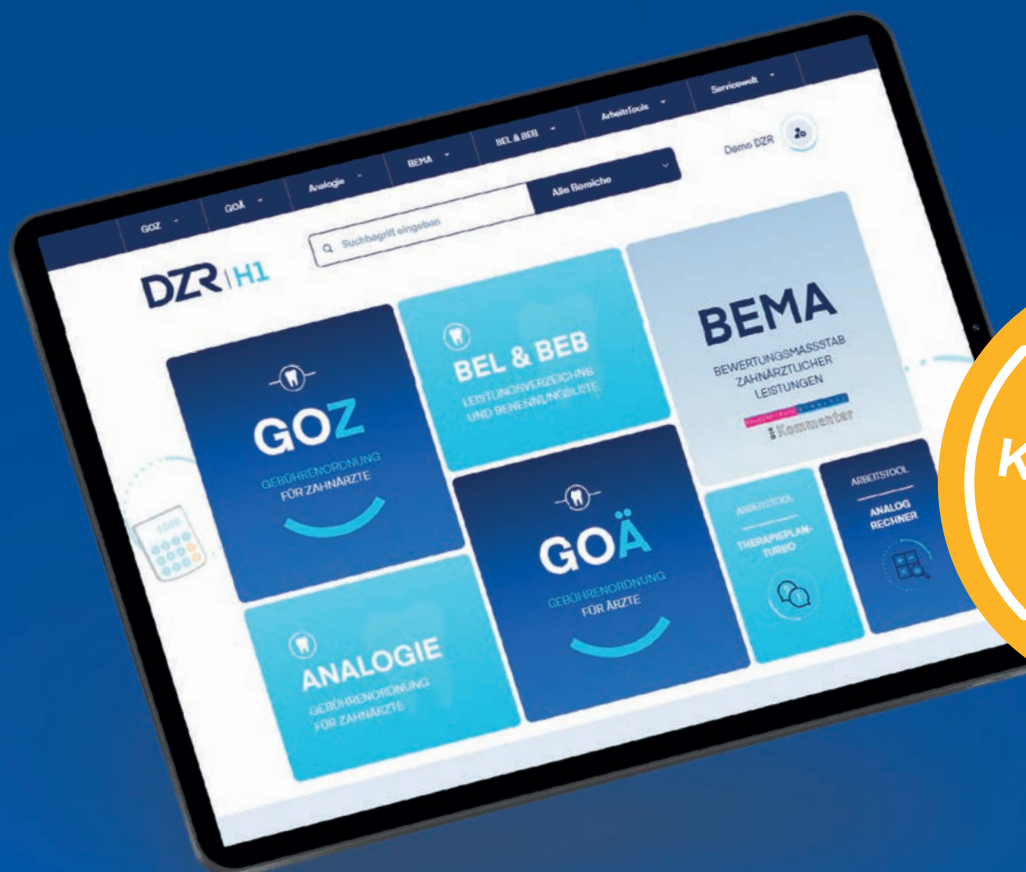 GOZ
GOÄ
Analogie
BEMA
BEL & BEB
ArbeitsTools
Servicewelt
DZR | H1
Suchbegriff eingeben
Alle Bereiche
Demo DZR
GOZ
GEBÜHRENORDNUNG
FÜR ZAHNÄRZTE
BEL & BEB
LEISTUNGSVERZEICHNIS
UND BENENNUNGSLISTE
BEMA
BEWERTUNGSMASSSTAB
ZAHNÄRZTLICHER
LEISTUNGEN
Kommentar
ANALOGIE
GEBÜHRENORDNUNG
FÜR ZAHNÄRZTE
GOÄ
GEBÜHRENORDNUNG
FÜR ÄRZTE
ARBEITSTOOL
THERAPIEPLAN-
TURBO
ARBEITSTOOL
ANALOG
RECHNER
K